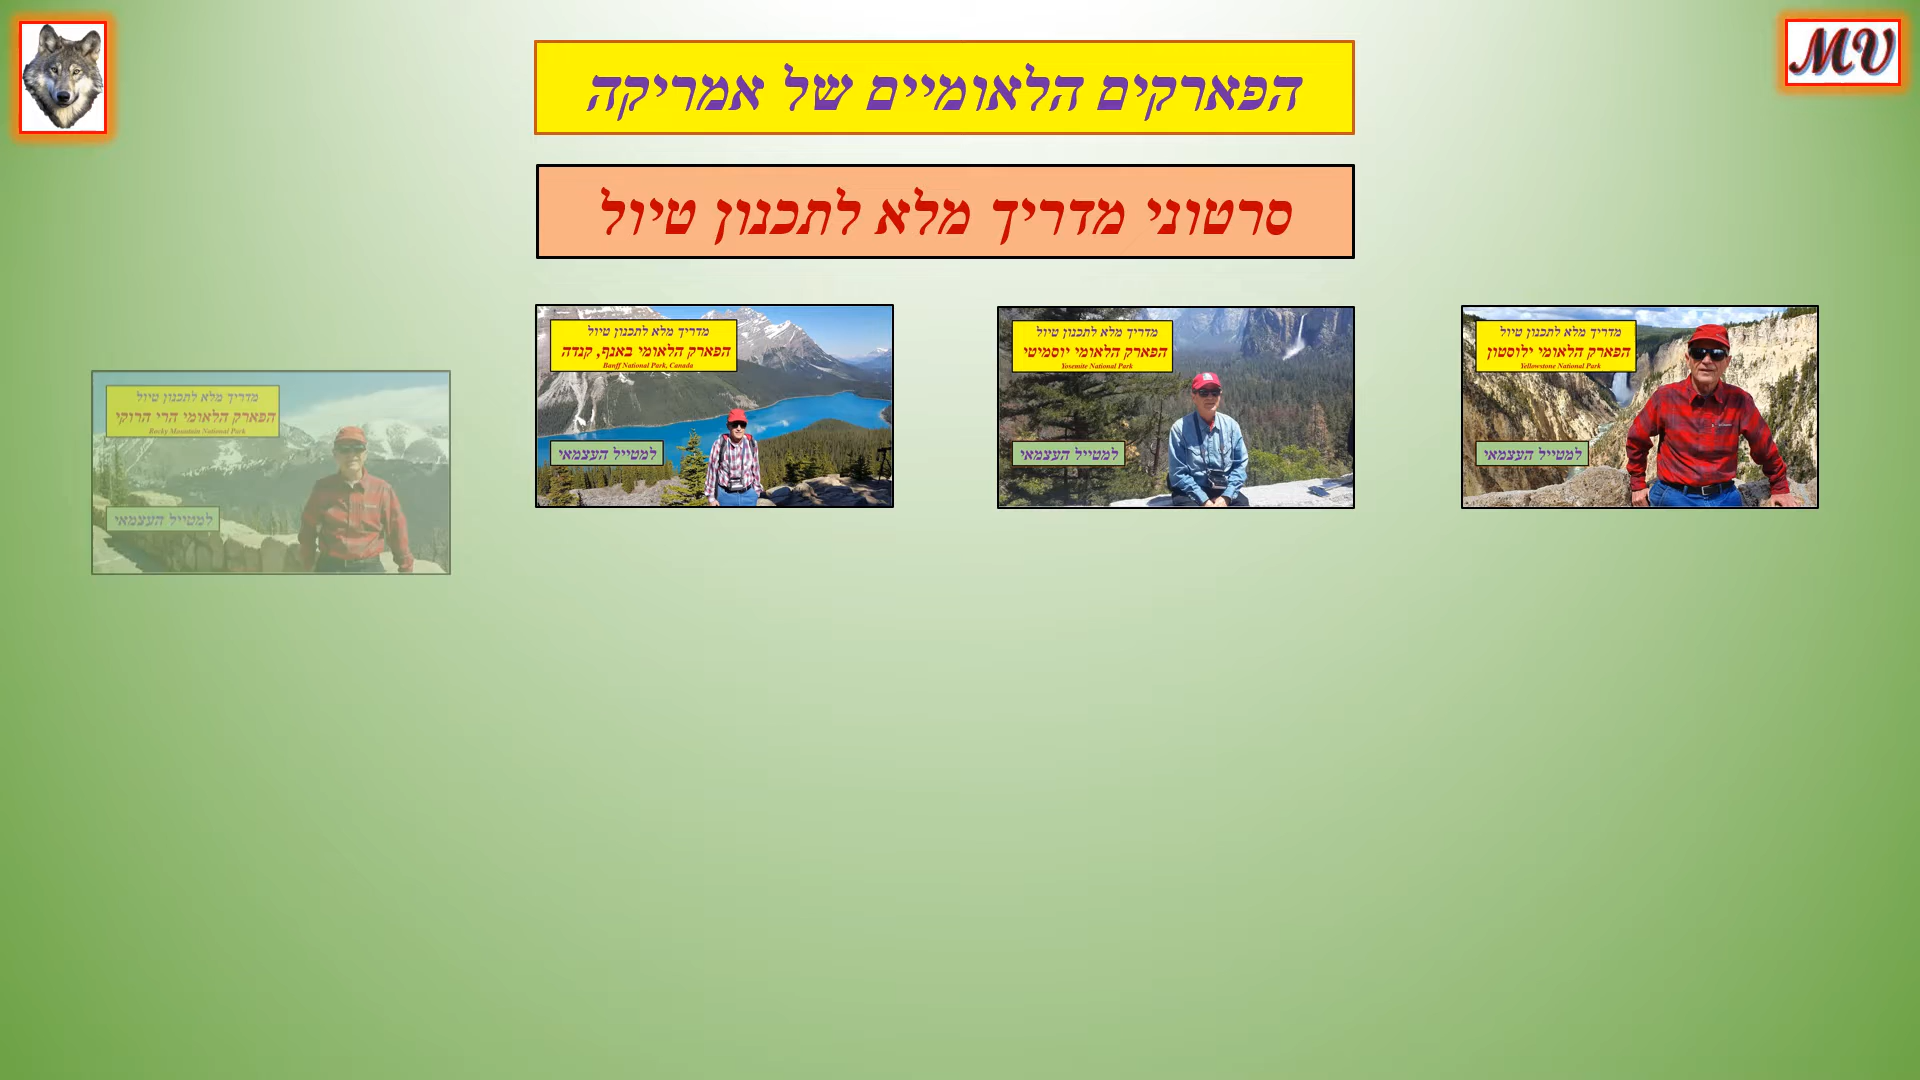 MV
הפארקים הלאומיים של אמריקה
סרטוני מדריך מלא לתכנון טיול
מדריך מלא לתכנון טיול
הפארק הלאומי ילוסטון
Yellowstone National Park
למטייל העצמאי
מדריך מלא לתכנון טיול
הפארק הלאומי יוסמיטי
Yosemite National Park
למטייל העצמאי
מדריך מלא לתכנון טיול
הפארק הלאומי באנף, קנדה
Banff National Park, Canada
למטייל העצמאי
מדריך מלא לתכנון טיול
הפארק הלאומי הרי הרוקי
Rocky Mountain National Park
למטייל העצמאי